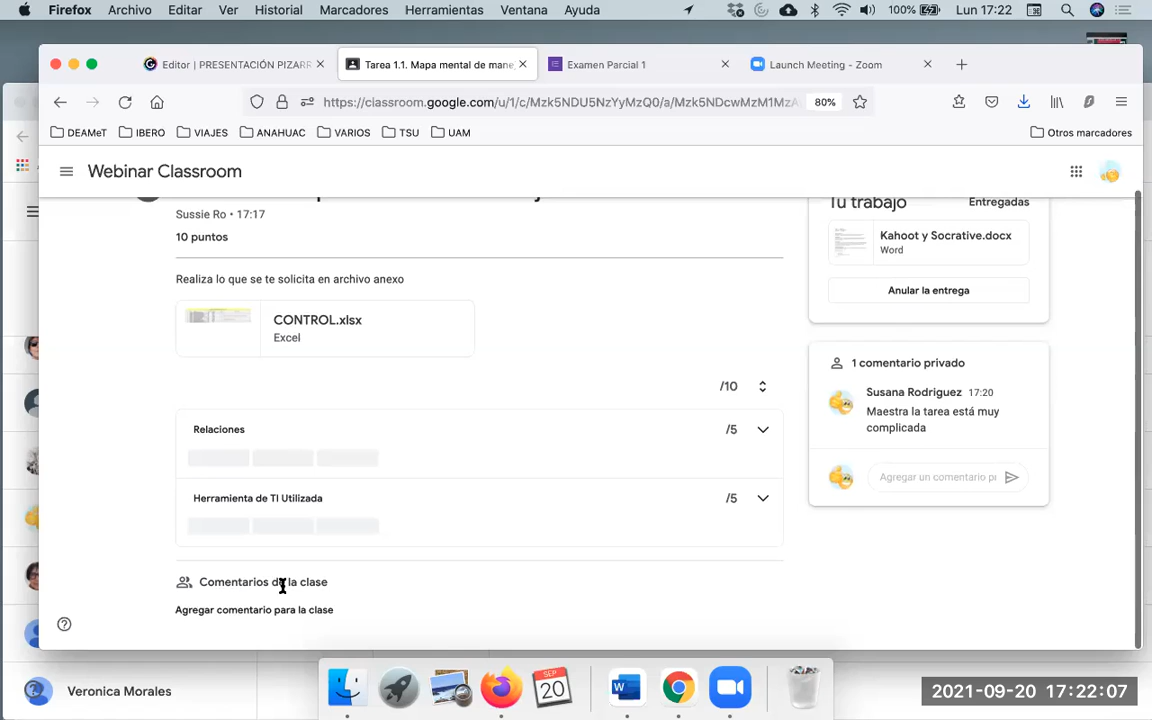 Firefox Archivo Editar Ver Historial Marcadores Herramientas Ventana Ayuda 100% Lun 17:22
Editor | PRESENTACIÓN PIZARR
Tarea 1.1. Mapa mental de mane
Examen Parcial 1
Launch Meeting - Zoom
https://classroom.google.com/u/1/c/Mzk5NDU5NzYyMzQ0/a/Mzk5NDcwMzM1MzA 80%
DEAMeT IBERO VIAJES ANAHUAC VARIOS TSU UAM Otros marcadores
Webinar Classroom
Sussie Ro • 17:17
10 puntos
Realiza lo que se te solicita en archivo anexo
CONTROL.xlsx
Excel
/10
Relaciones /5
Herramienta de TI Utilizada /5
Comentarios de la clase
Agregar comentario para la clase
Tu trabajo Entregadas
Kahoot y Socrative.docx
Word
Anular la entrega
1 comentario privado
Susana Rodriguez 17:20
Maestra la tarea está muy
complicada
Agregar un comentario pr
Veronica Morales
SEP
20
2021-09-20 17:22:07